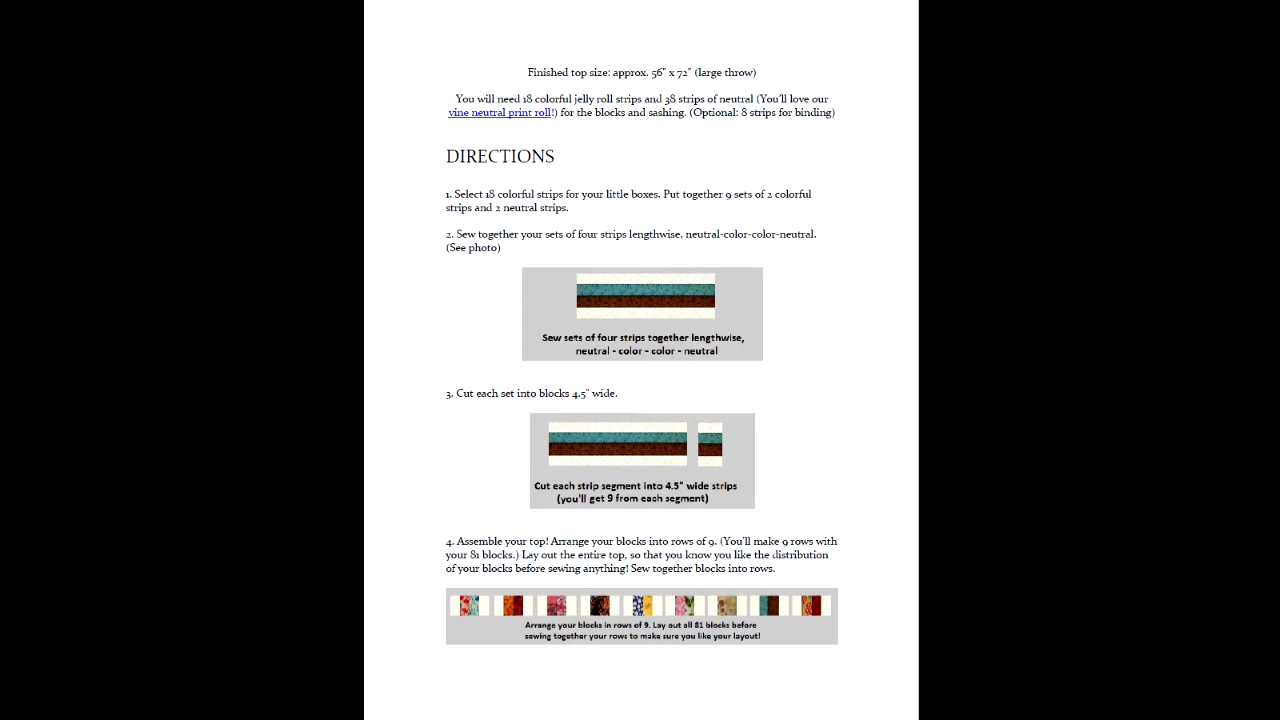 Finished top size: approx. 56" x 72" (large throw)
You will need 18 colorful jelly roll strips and 38 strips of neutral (You'll love our
vine neutral print roll!) for the blocks and sashing. (Optional: 8 strips for binding)
DIRECTIONS
1. Select 18 colorful strips for your little boxes. Put together 9 sets of 2 colorful
strips and 2 neutral strips.
2. Sew together your sets of four strips lengthwise, neutral-color-color-neutral.
(See photo)
Sew sets of four strips together lengthwise,
neutral - color - color - neutral
3. Cut each set into blocks 4.5" wide.
Cut each strip segment into 4.5" wide strips
(you'll get 9 from each segment)
4. Assemble your top! Arrange your blocks into rows of 9. (You'll make 9 rows with
your 81 blocks.) Lay out the entire top, so that you know you like the distribution
of your blocks before sewing anything! Sew together blocks into rows.
Arrange your blocks in rows of 9. Lay out all 81 blocks before
sewing together your rows to make sure you like your layout!